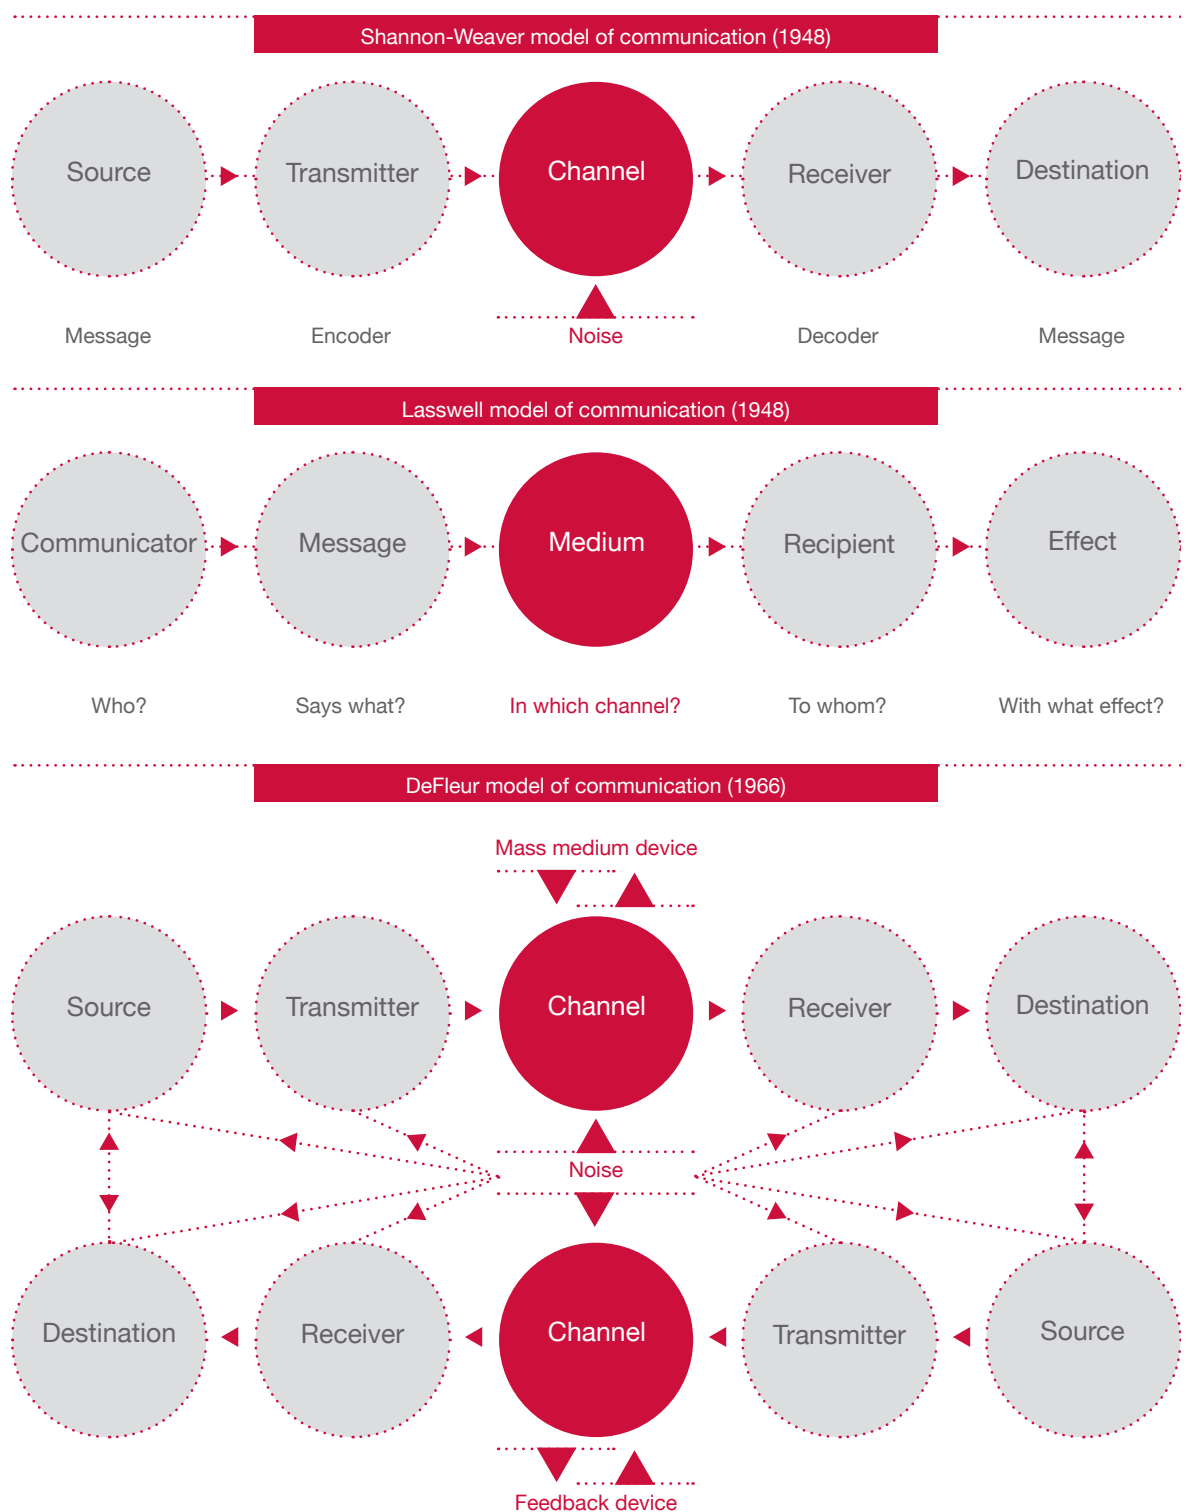 Shannon-Weaver model of communication (1948)
Source
Transmitter
Channel
Receiver
Destination
Message
Encoder
Noise
Decoder
Message
Lasswell model of communication (1948)
Communicator
Message
Medium
Recipient
Effect
Who?
Says what?
In which channel?
To whom?
With what effect?
DeFleur model of communication (1966)
Mass medium device
Source
Transmitter
Channel
Receiver
Destination
Noise
Destination
Receiver
Channel
Transmitter
Source
Feedback device